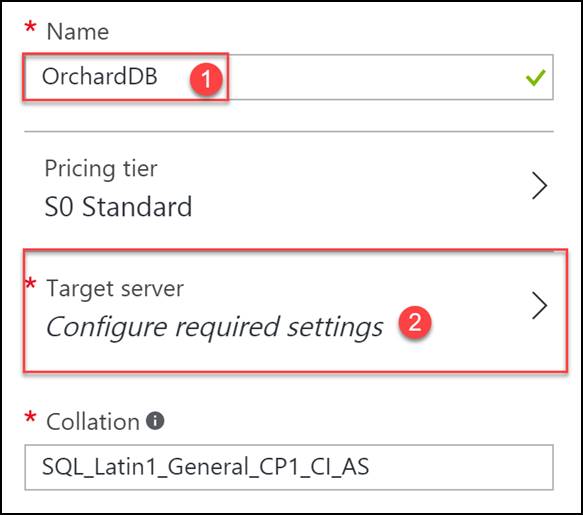 * Name
OrchardDB 1
Pricing tier
S0 Standard
* Target server
Configure required settings 2
* Collation i
SQL_Latin1_General_CP1_CI_AS